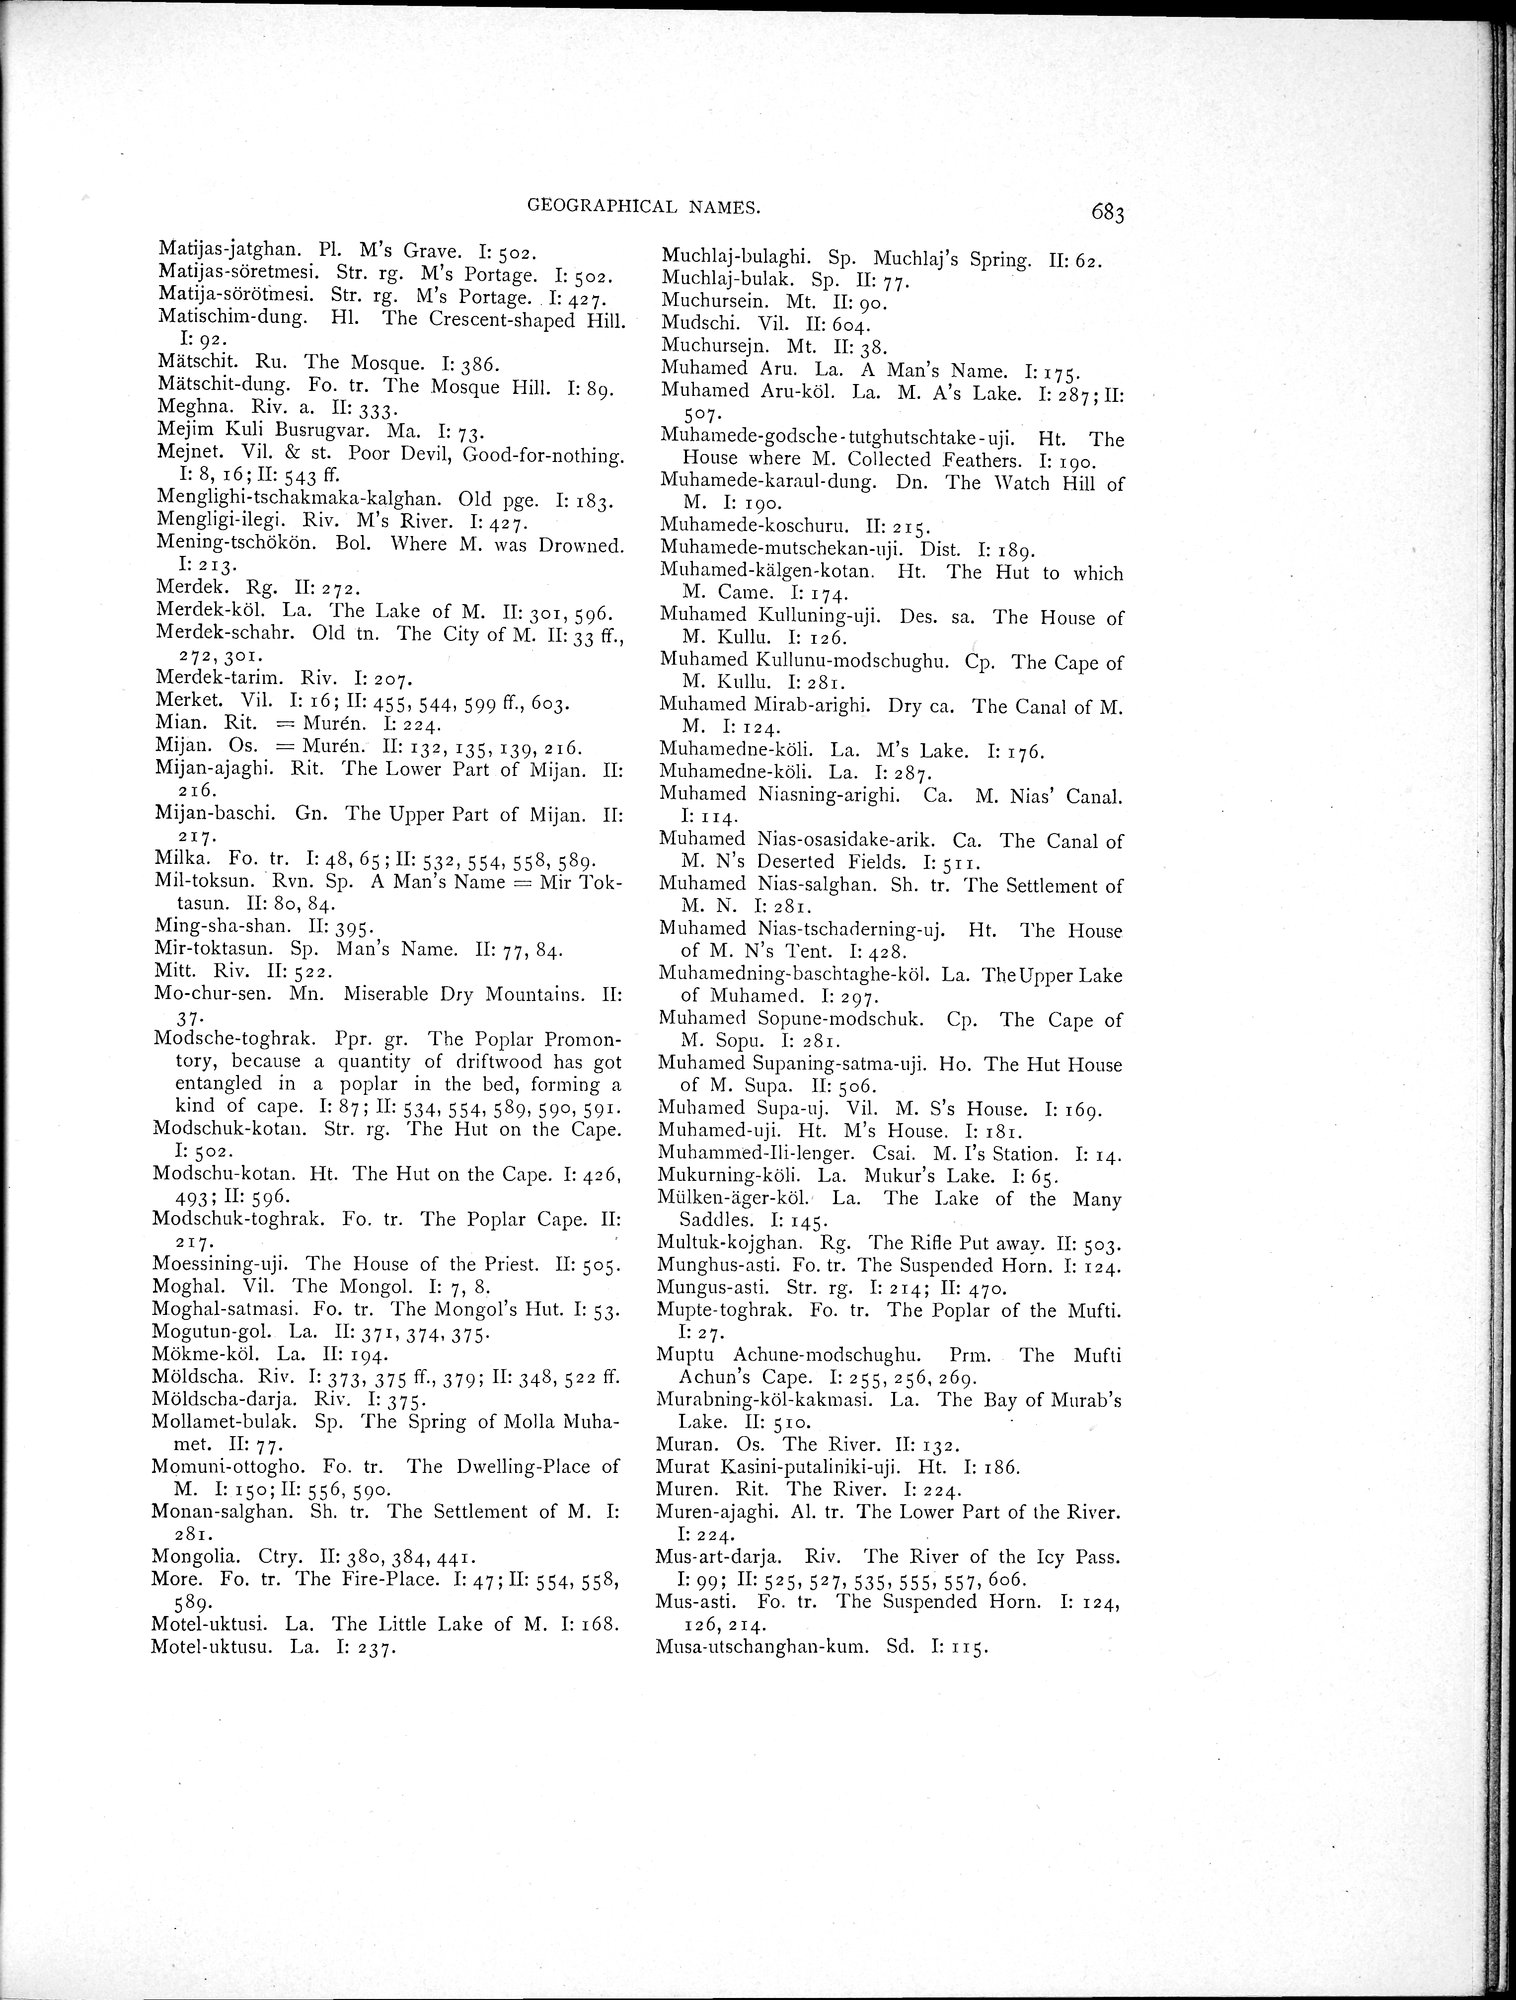 GEOGRAPHICAL NAMES.
683
Matijas-jatghan. Pl. M's Grave. I: 502.
Matijas-söretmesi. Str. rg. M's Portage. I: 502.
Matija-sörötmesi. Str. rg. M's Portage. I: 427.
Matischim-dung. Hl. The Crescent-shaped Hill.
I: 92.
Mätschit. Ru. The Mosque. I: 386.
Mätschit-dung. Fo. tr. The Mosque Hill. I: 89.
Meghna. Riv. a. II: 333.
Mejim Kuli Busrugvar. Ma. I: 73.
Mejnet. Vil. & st. Poor Devil, Good-for-nothing.
I: 8, 16; II: 543 ff.
Menglighi-tschakmaka-kalghan. Old pge. I: 183.
Mengligi-ilegi. Riv. M's River. I: 427.
Mening-tschökön. Bol. Where M. was Drowned.
I: 213.
Merdek. Rg. II: 272.
Merdek-köl. La. The Lake of M. II: 301, 596.
Merdek-schahr. Old tn. The City of M. II: 33 ff.,
272, 301.
Merdek-tarim. Riv. I: 207.
Merket. Vil. I: 16; II: 455, 544, 599 ff., 603.
Mian. Rit. = Murén. I: 224.
Mijan. Os. = Murén. II: 132, 135, 139, 216.
Mijan-ajaghi. Rit. The Lower Part of Mijan. II:
216.
Mijan-baschi. Gn. The Upper Part of Mijan. II:
217.
Milka. Fo. tr. I: 48, 65; II: 532, 554, 558, 589.
Mil-toksun. Rvn. Sp. A Man's Name = Mir Tok-
tasun. II: 80, 84.
Ming-sha-shan. II: 395.
Mir-toktasun. Sp. Man's Name. II: 77, 84.
Mitt. Riv. II: 522.
Mo-chur-sen. Mn. Miserable Dry Mountains. II:
37.
Modsche-toghrak. Ppr. gr. The Poplar Promon-
tory, because a quantity of driftwood has got
entangled in a poplar in the bed, forming a
kind of cape. I: 87; II: 534, 554, 589, 590, 591.
Modschuk-kotan. Str. rg. The Hut on the Cape.
I: 502.
Modschu-kotan. Ht. The Hut on the Cape. I: 426,
493; II: 596.
Modschuk-toghrak. Fo. tr. The Poplar Cape. II:
217.
Moessining-uji. The House of the Priest. II: 505.
Moghal. Vil. The Mongol. I: 7, 8.
Moghal-satmasi. Fo. tr. The Mongol's Hut. I: 53.
Mogutun-gol. La. II: 371, 374, 375.
Mökme-köl. La. II: 194.
Möldscha. Riv. I: 373, 375 ff., 379; II: 348, 522 ff.
Möldscha-darja. Riv. I: 375.
Mollamet-bulak. Sp. The Spring of Molla Muha-
met. II: 77.
Momuni-ottogho. Fo. tr. The Dwelling-Place of
M. I: 150; II: 556, 590.
Monan-salghan. Sh. tr. The Settlement of M. I:
281.
Mongolia. Ctry. II: 380, 384, 441.
More. Fo. tr. The Fire-Place. I: 47; II: 554, 558,
589.
Motel-uktusi. La. The Little Lake of M. I: 168.
Motel-uktusu. La. I: 237.
Muchlaj-bulaghi. Sp. Muchlaj's Spring. II: 62.
Muchlaj-bulak. Sp. II: 77.
Muchursein. Mt. II: 90.
Mudschi. Vil. II: 604.
Muchursejn. Mt. II: 38.
Muhamed Aru. La. A Man's Name. I: 175.
Muhamed Aru-köl. La. M. A's Lake. I: 287; II:
507.
Muhamede-godsche-tutghutschtake-uji. Ht. The
House where M. Collected Feathers. I: 190.
Muhamede-karaul-dung. Dn. The Watch Hill of
M. I: 190.
Muhamede-koschuru. II: 215.
Muhamede-mutschekan-uji. Dist. I: 189.
Muhamed-kälgen-kotan. Ht. The Hut to which
M. Came. I: 174.
Muhamed Kulluning-uji. Des. sa. The House of
M. Kullu. I: 126.
Muhamed Kullunu-modschughu. Cp. The Cape of
M. Kullu. I: 281.
Muhamed Mirab-arighi. Dry ca. The Canal of M.
M. I: 124.
Muhamedne-köli. La. M's Lake. I: 176.
Muhamedne-köli. La. I: 287.
Muhamed Niasning-arighi. Ca. M. Nias' Canal.
I: 114.
Muhamed Nias-osasidake-arik. Ca. The Canal of
M. N's Deserted Fields. I: 511.
Muhamed Nias-salghan. Sh. tr. The Settlement of
M. N. I: 281.
Muhamed Nias-tschaderning-uj. Ht. The House
of M. N's Tent. I: 428.
Muhamedning-baschtaghe-köl. La. The Upper Lake
of Muhamed. I: 297.
Muhamed Sopune-modschuk. Cp. The Cape of
M. Sopu. I: 281.
Muhamed Supaning-satma-uji. Ho. The Hut House
of M. Supa. II: 506.
Muhamed Supa-uj. Vil. M. S's House. I: 169.
Muhamed-uji. Ht. M's House. I: 181.
Muhammed-Ili-lenger. Csai. M. I's Station. I: 14.
Mukurning-köli. La. Mukur's Lake. I: 65.
Mülken-äger-köl. La. The Lake of the Many
Saddles. I: 145.
Multuk-kojghan. Rg. The Rifle Put away. II: 503.
Munghus-asti. Fo. tr. The Suspended Horn. I: 124.
Mungus-asti. Str. rg. I: 214; II: 470.
Mupte-toghrak. Fo. tr. The Poplar of the Mufti.
I: 27.
Muptu Achune-modschughu. Prm. The Mufti
Achun's Cape. I: 255, 256, 269.
Murabning-köl-kakmasi. La. The Bay of Murab's
Lake. II: 510.
Muran. Os. The River. II: 132.
Murat Kasini-putaliniki-uji. Ht. I: 186.
Muren. Rit. The River. I: 224.
Muren-ajaghi. Al. tr. The Lower Part of the River.
I: 224.
Mus-art-darja. Riv. The River of the Icy Pass.
I: 99; II: 525, 527, 535, 555, 557, 606.
Mus-asti. Fo. tr. The Suspended Horn. I: 124,
126, 214.
Musa-utschanghan-kum. Sd. I: 115.